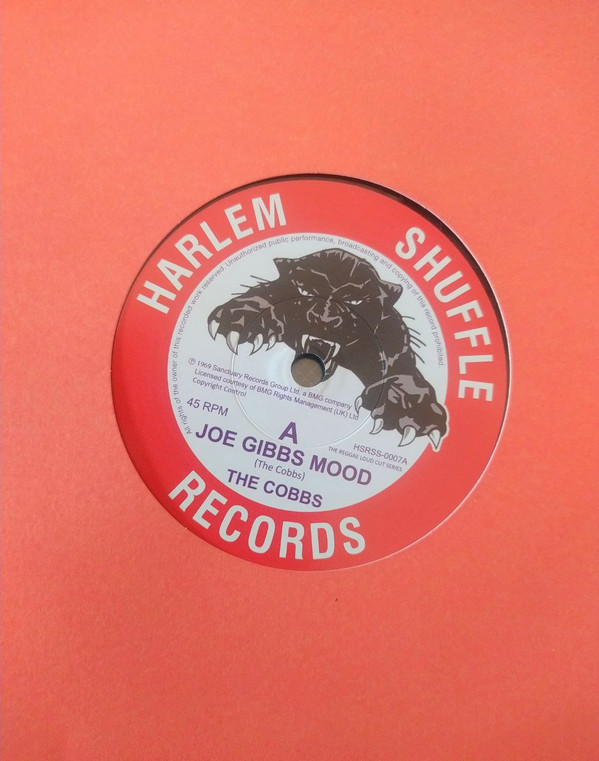 HARLEM SHUFFLE
All rights of the owner of this recorded work reserved. Unauthorized public performance, broadcasting and copying of this record prohibited.
℗ 1969 Sanctuary Records Group Ltd, a BMG company
Licensed courtesy of BMG Rights Management (UK) Ltd
Copyright Control
45 RPM
A
HSRSS-0007A
THE REGGAE LOUD CUT SERIES
JOE GIBBS MOOD
(The Cobbs)
THE COBBS
RECORDS